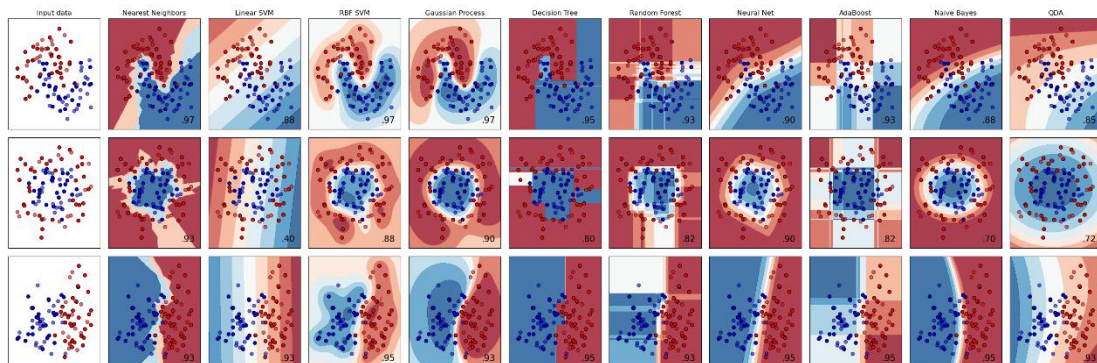 Input data Nearest Neighbors Linear SVM RBF SVM Gaussian Process Decision Tree Random Forest Neural Net AdaBoost Naive Bayes QDA
.97 .88 .97 .97 .95 .93 .90 .93 .88 .85
.93 .40 .88 .90 .80 .82 .90 .82 .70 .72
.93 .93 .95 .93 .95 .95 .95 .95 .95 .93